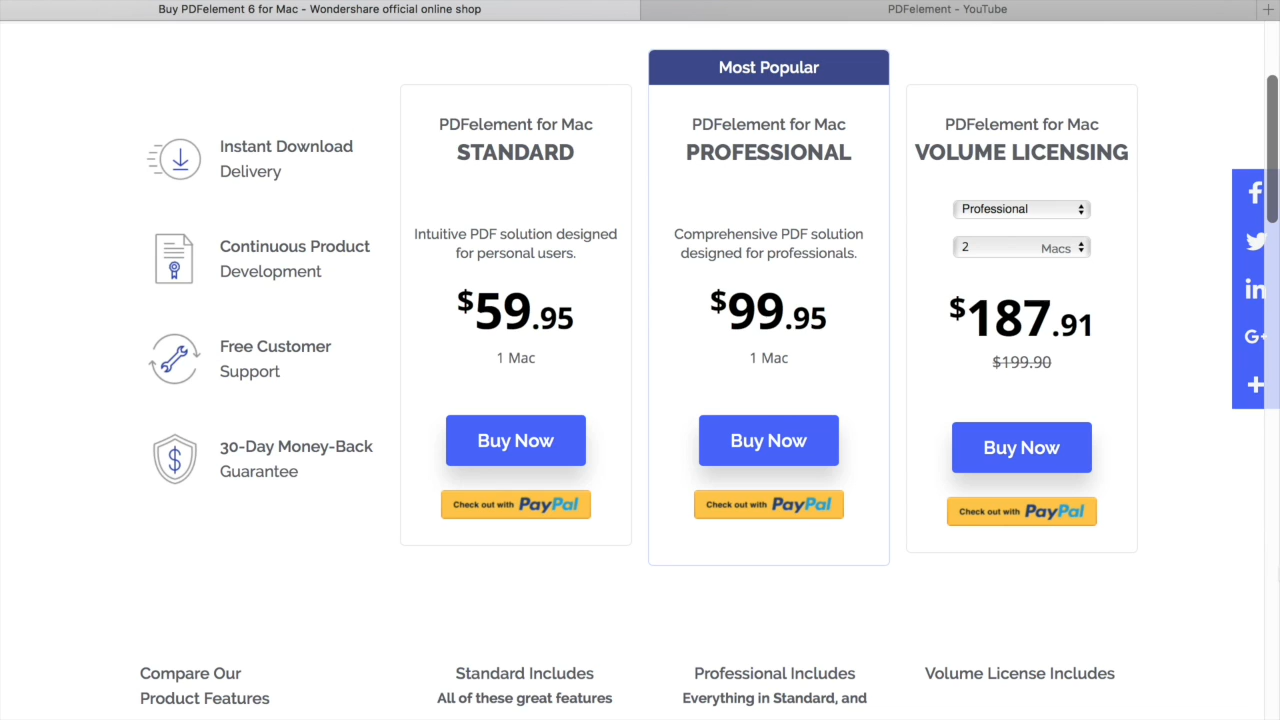 Buy PDFelement 6 for Mac - Wondershare official online shop
PDFelement - YouTube
Instant Download
Delivery
Continuous Product
Development
Free Customer
Support
30-Day Money-Back
Guarantee
PDFelement for Mac
STANDARD
Intuitive PDF solution designed
for personal users.
$59.95
1 Mac
Buy Now
Check out with PayPal
Most Popular
PDFelement for Mac
PROFESSIONAL
Comprehensive PDF solution
designed for professionals.
$99.95
1 Mac
Buy Now
Check out with PayPal
PDFelement for Mac
VOLUME LICENSING
Professional
2 Macs
$187.91
$199.90
Buy Now
Check out with PayPal
Compare Our
Product Features
Standard Includes
All of these great features
Professional Includes
Everything in Standard, and
Volume License Includes